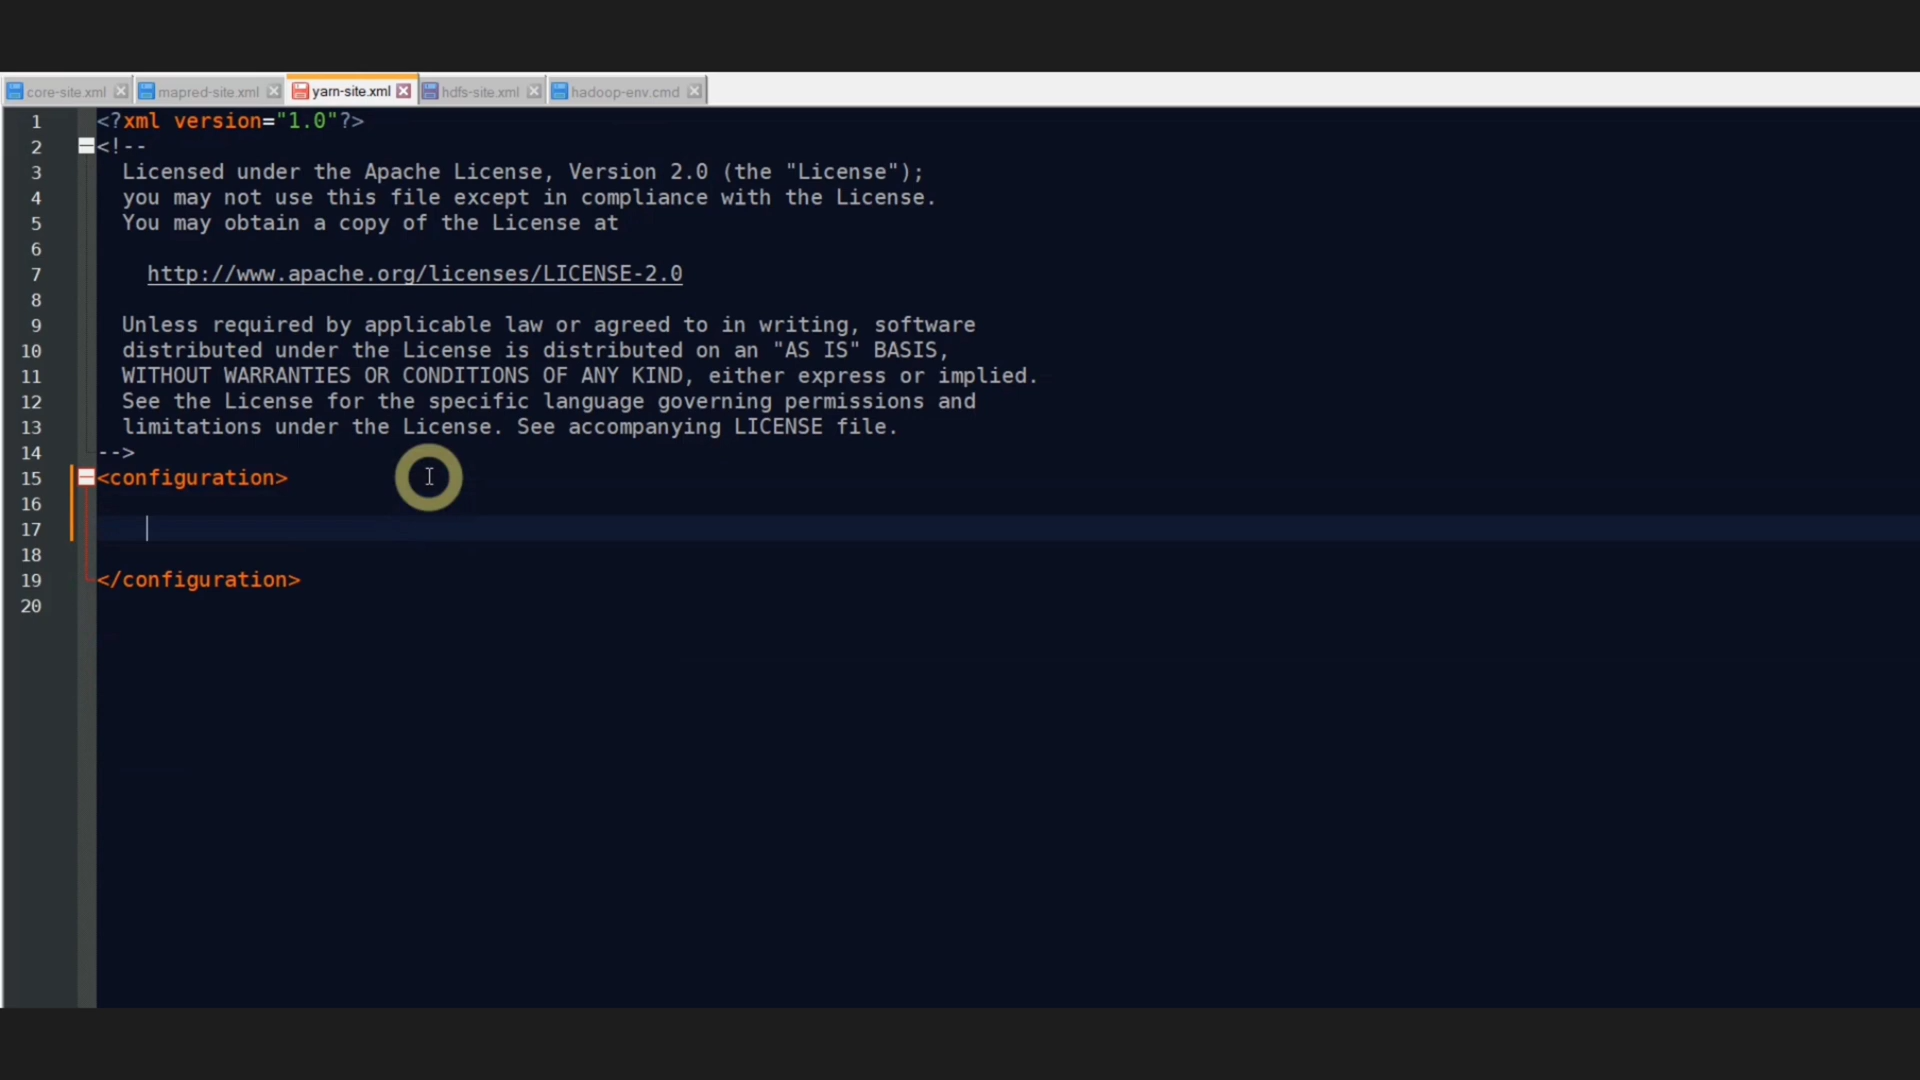 core-site.xml mapred-site.xml yarn-site.xml hdfs-site.xml hadoop-env.cmd
1 <?xml version="1.0"?>
2 <!--
3 Licensed under the Apache License, Version 2.0 (the "License");
4 you may not use this file except in compliance with the License.
5 You may obtain a copy of the License at
6
7 http://www.apache.org/licenses/LICENSE-2.0
8
9 Unless required by applicable law or agreed to in writing, software
10 distributed under the License is distributed on an "AS IS" BASIS,
11 WITHOUT WARRANTIES OR CONDITIONS OF ANY KIND, either express or implied.
12 See the License for the specific language governing permissions and
13 limitations under the License. See accompanying LICENSE file.
14 -->
15 <configuration>
16
17
18
19 </configuration>
20